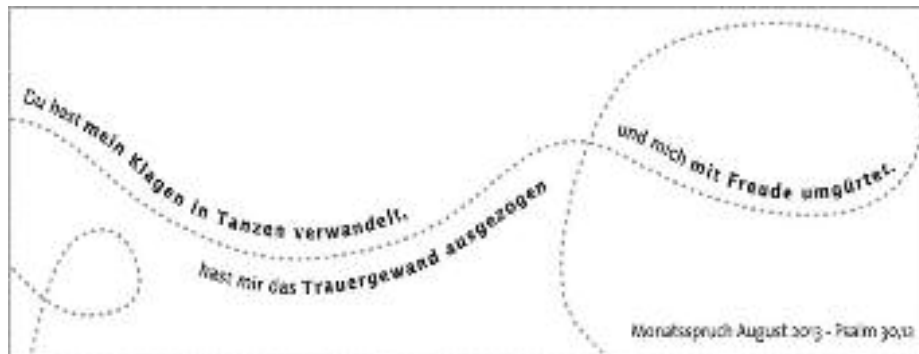 Du hast mein Klagen in Tanzen verwandelt,
hast mir das Trauergewand ausgezogen
und mich mit Freude umgürtet.
Monatsspruch August 2013 - Psalm 30,12